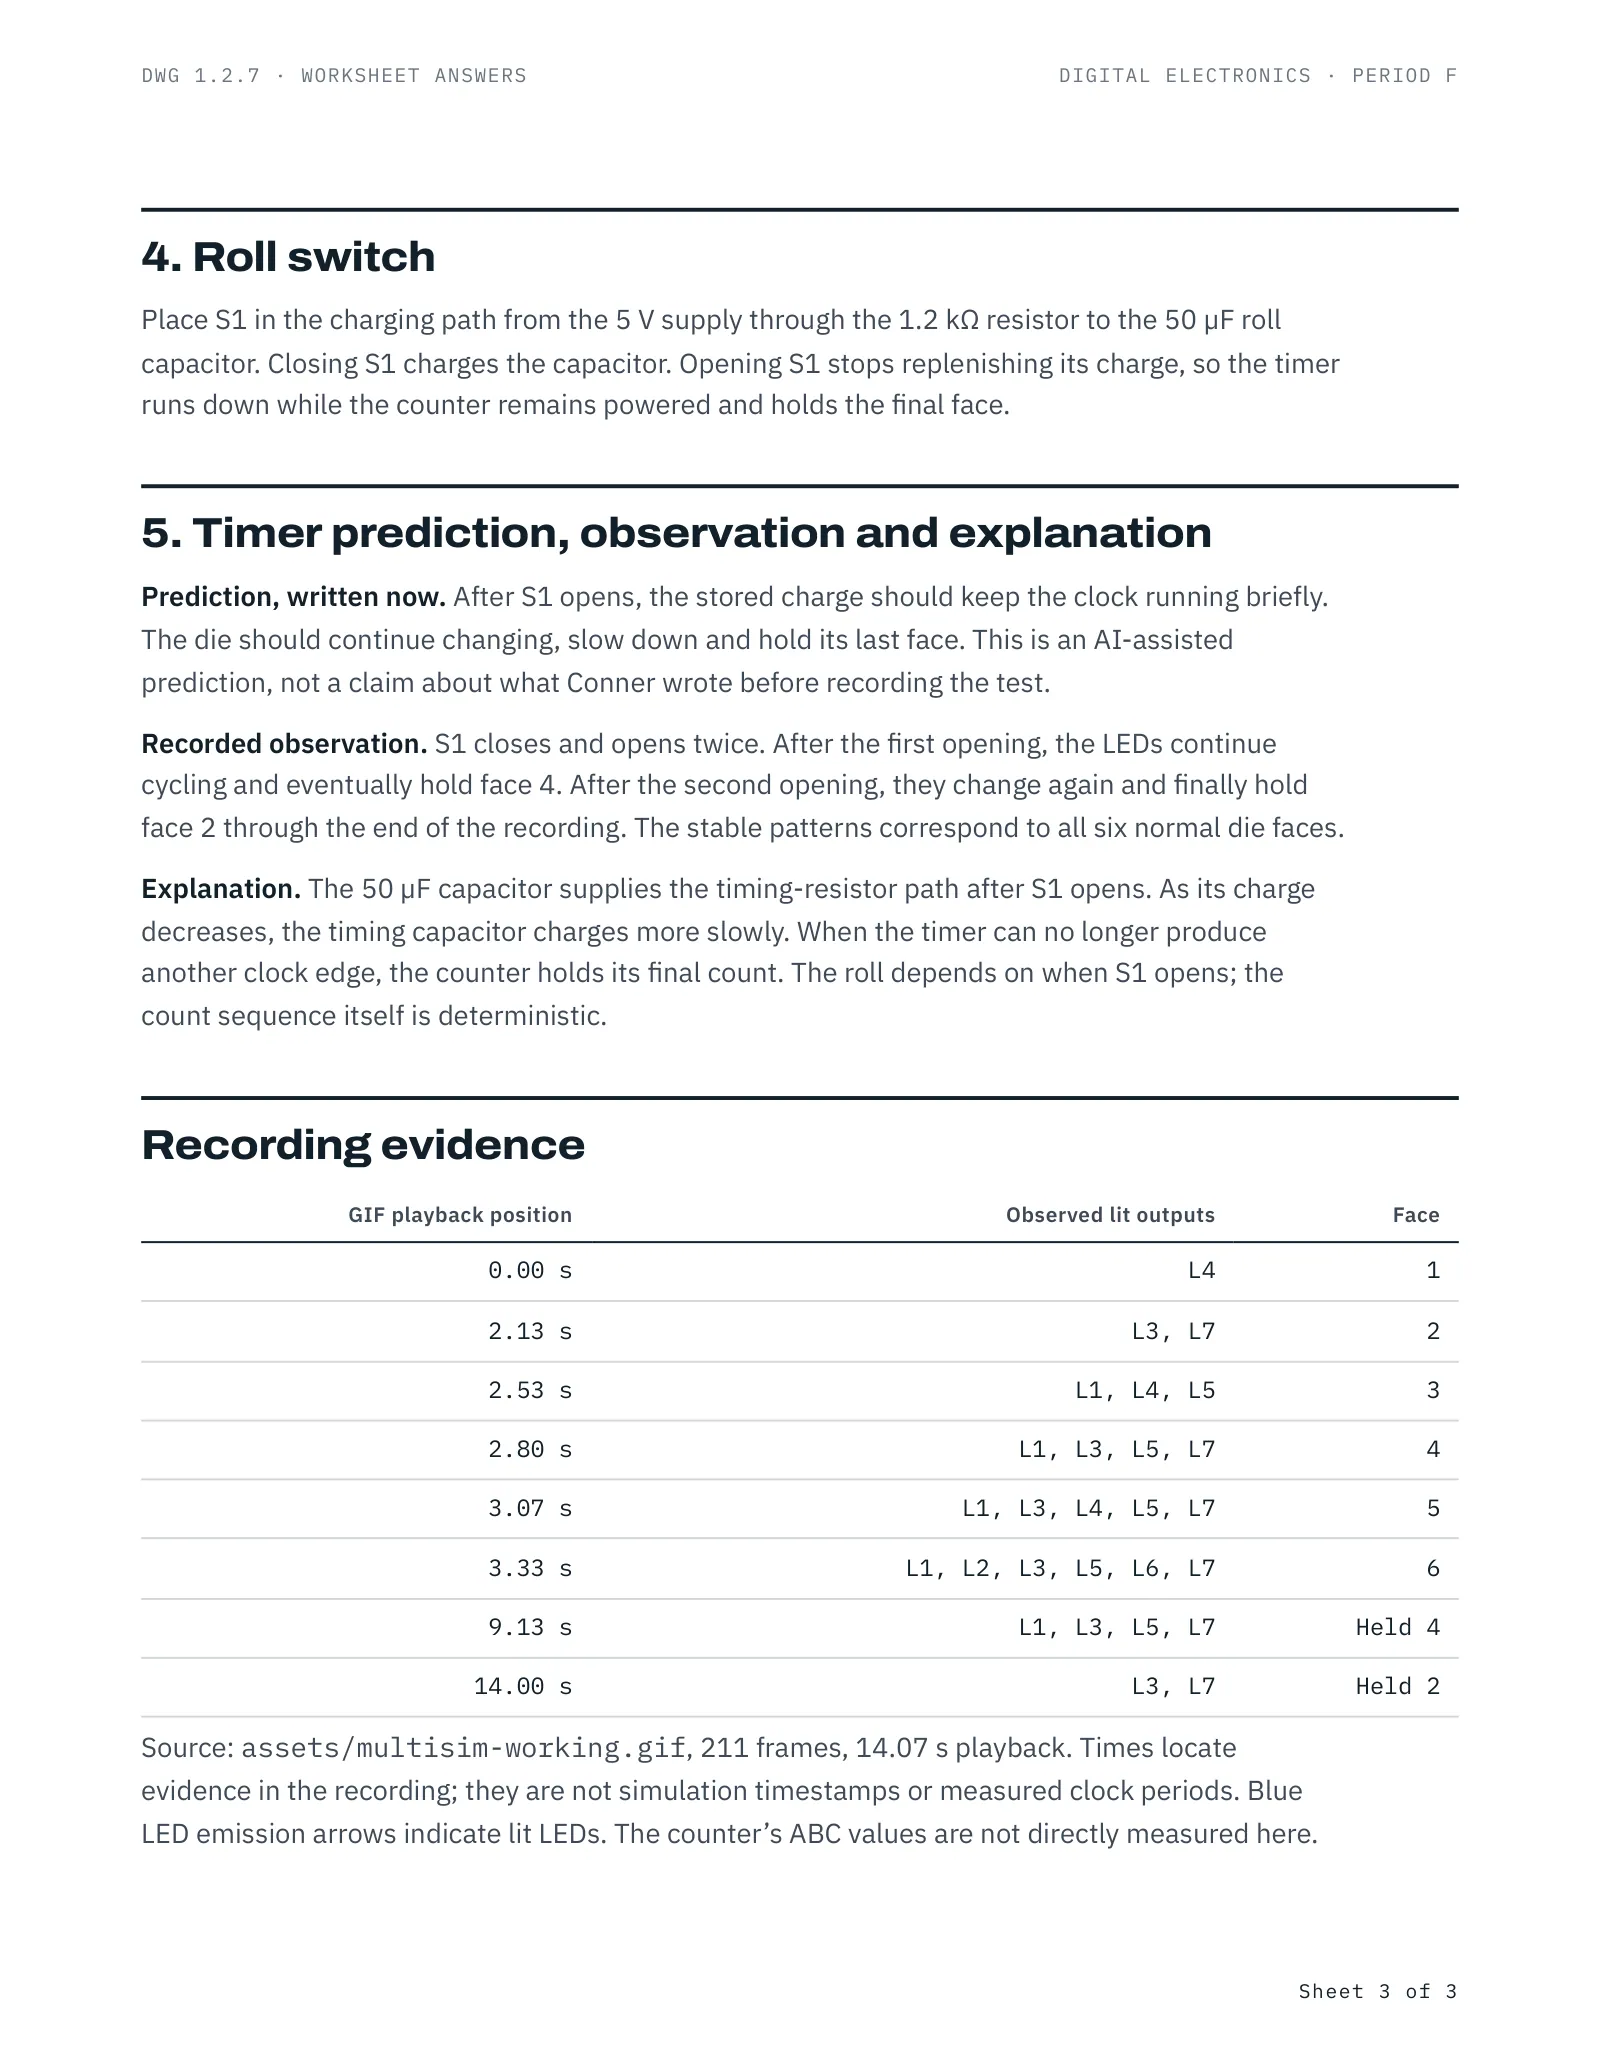 DWG 1.2.7 · WORKSHEET ANSWERS
DIGITAL ELECTRONICS · PERIOD F
4. Roll switch
Place S1 in the charging path from the 5 V supply through the 1.2 kΩ resistor to the 50 μF roll
capacitor. Closing S1 charges the capacitor. Opening S1 stops replenishing its charge, so the timer
runs down while the counter remains powered and holds the final face.
5. Timer prediction, observation and explanation
Prediction, written now. After S1 opens, the stored charge should keep the clock running briefly.
The die should continue changing, slow down and hold its last face. This is an AI-assisted
prediction, not a claim about what Conner wrote before recording the test.
Recorded observation. S1 closes and opens twice. After the first opening, the LEDs continue
cycling and eventually hold face 4. After the second opening, they change again and finally hold
face 2 through the end of the recording. The stable patterns correspond to all six normal die faces.
Explanation. The 50 μF capacitor supplies the timing-resistor path after S1 opens. As its charge
decreases, the timing capacitor charges more slowly. When the timer can no longer produce
another clock edge, the counter holds its final count. The roll depends on when S1 opens; the
count sequence itself is deterministic.
Recording evidence
GIF playback position Observed lit outputs Face
0.00 s L4 1
2.13 s L3, L7 2
2.53 s L1, L4, L5 3
2.80 s L1, L3, L5, L7 4
3.07 s L1, L3, L4, L5, L7 5
3.33 s L1, L2, L3, L5, L6, L7 6
9.13 s L1, L3, L5, L7 Held 4
14.00 s L3, L7 Held 2
Source: assets/multisim-working.gif, 211 frames, 14.07 s playback. Times locate
evidence in the recording; they are not simulation timestamps or measured clock periods. Blue
LED emission arrows indicate lit LEDs. The counter’s ABC values are not directly measured here.
Sheet 3 of 3